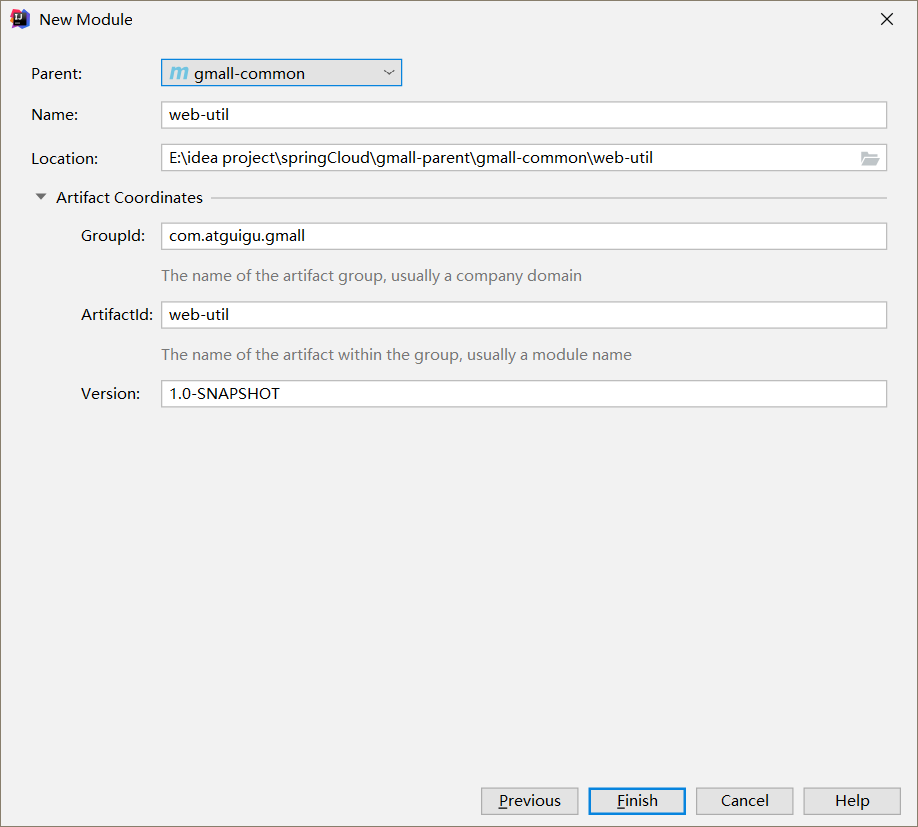 New Module
Parent: gmall-common
Name: web-util
Location: E:\idea project\springCloud\gmall-parent\gmall-common\web-util
Artifact Coordinates
GroupId: com.atguigu.gmall
The name of the artifact group, usually a company domain
ArtifactId: web-util
The name of the artifact within the group, usually a module name
Version: 1.0-SNAPSHOT
Previous Finish Cancel Help